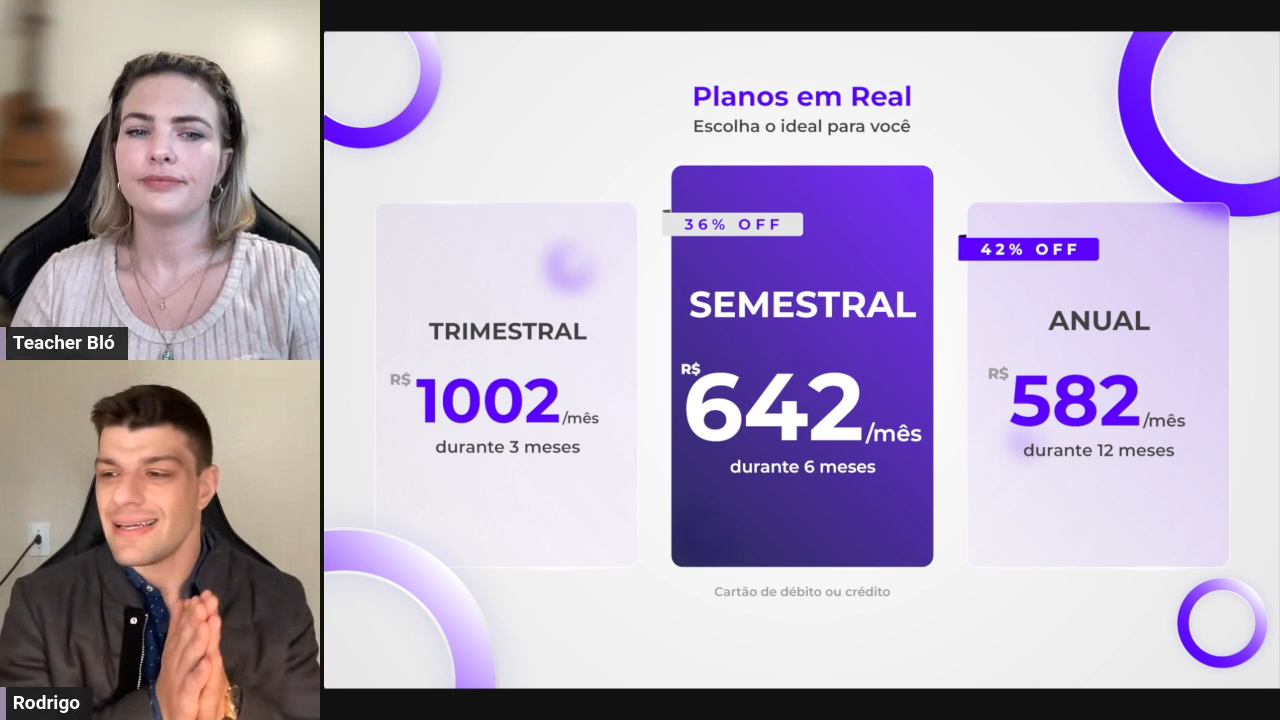 Teacher Bló
Rodrigo
Planos em Real
Escolha o ideal para você
TRIMESTRAL
R$ 1002 /mês
durante 3 meses
36% OFF
SEMESTRAL
R$ 642 /mês
durante 6 meses
42% OFF
ANUAL
R$ 582 /mês
durante 12 meses
Cartão de débito ou crédito